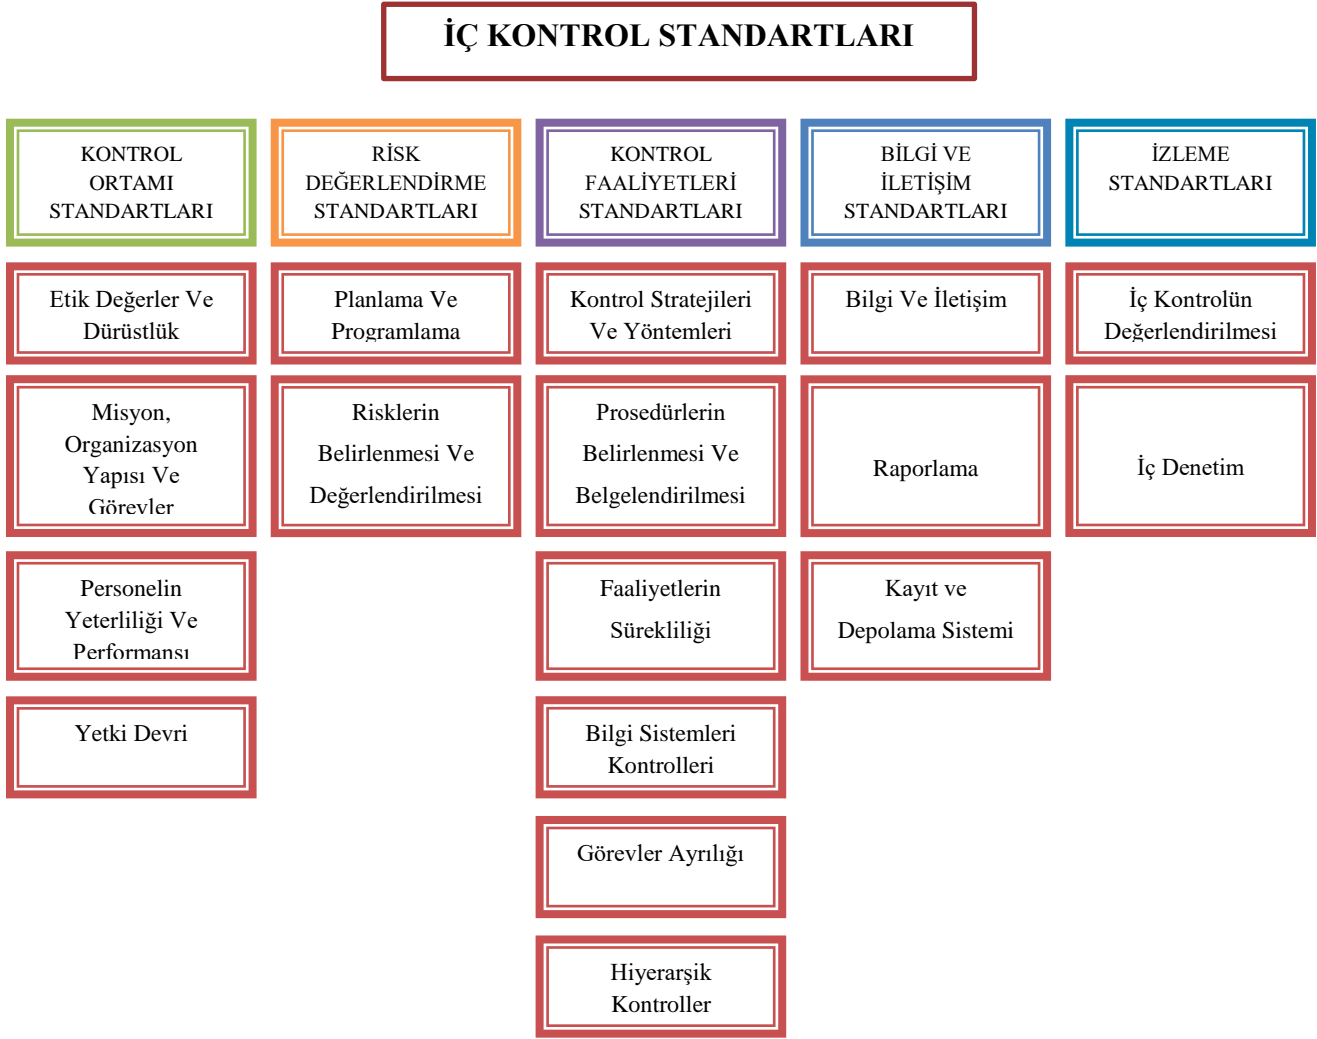 İÇ KONTROL STANDARTLARI
KONTROL
ORTAMI
STANDARTLARI
RİSK
DEĞERLENDİRME
STANDARTLARI
KONTROL
FAALİYETLERİ
STANDARTLARI
BİLGİ VE
İLETİŞİM
STANDARTLARI
İZLEME
STANDARTLARI
Etik Değerler Ve
Dürüstlük
Planlama Ve
Programlama
Kontrol Stratejileri
Ve Yöntemleri
Bilgi Ve İletişim
İç Kontrolün
Değerlendirilmesi
Misyon,
Organizasyon
Yapısı Ve
Görevler
Risklerin
Belirlenmesi Ve
Değerlendirilmesi
Prosedürlerin
Belirlenmesi Ve
Belgelendirilmesi
Raporlama
İç Denetim
Personelin
Yeterliliği Ve
Performansı
Faaliyetlerin
Sürekliliği
Kayıt ve
Depolama Sistemi
Yetki Devri
Bilgi Sistemleri
Kontrolleri
Görevler Ayrılığı
Hiyerarşik
Kontroller